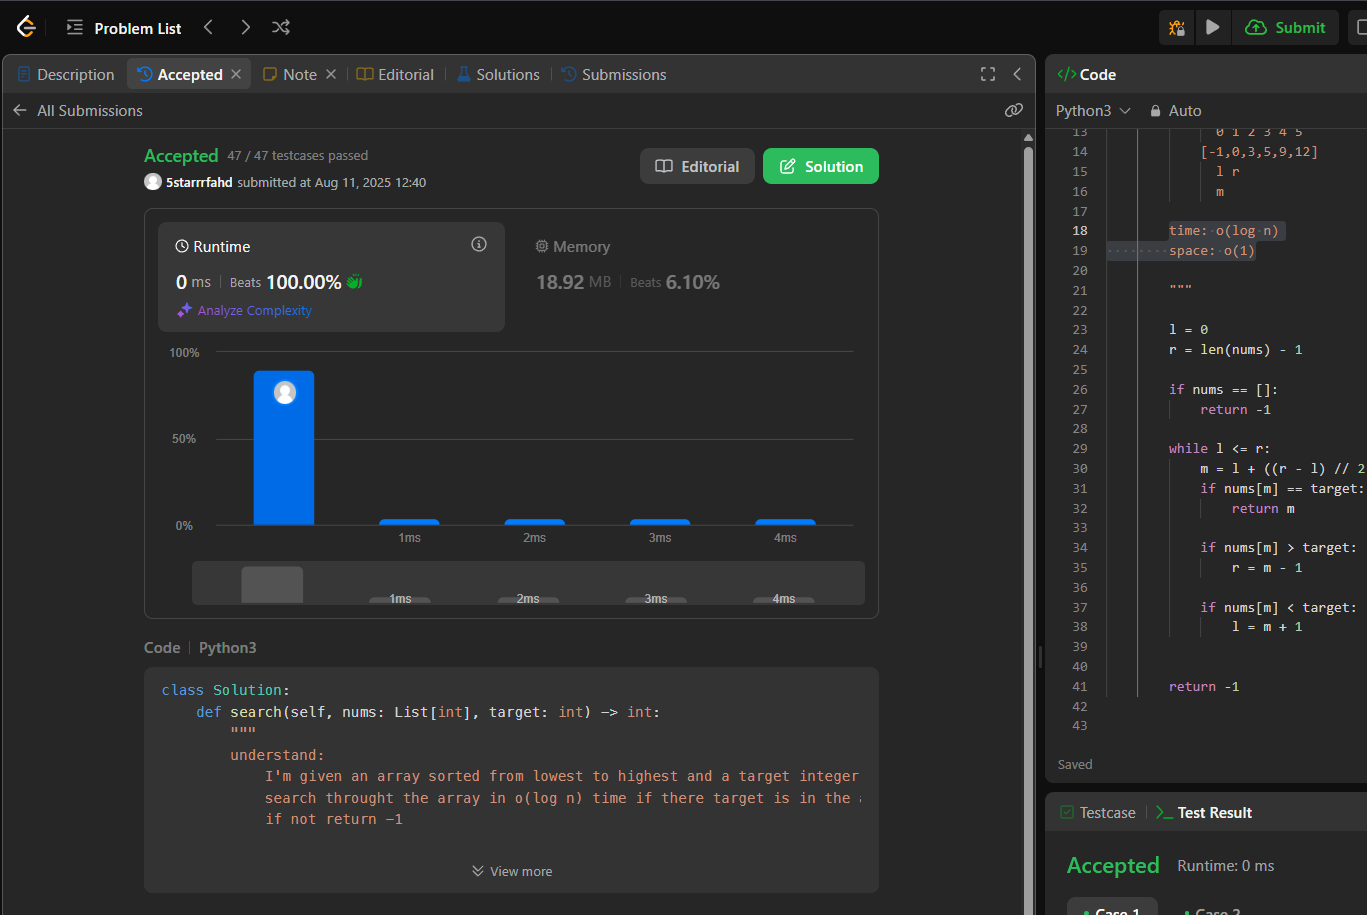 Problem List
Submit
Description
Accepted
Note
Editorial
Solutions
Submissions
All Submissions
Accepted 47 / 47 testcases passed
5starrrfahd submitted at Aug 11, 2025 12:40
Editorial
Solution
Runtime
0 ms Beats 100.00%
Analyze Complexity
Memory
18.92 MB Beats 6.10%
100%
50%
0%
1ms 2ms 3ms 4ms
1ms 2ms 3ms 4ms
Code Python3
class Solution:
def search(self, nums: List[int], target: int) -> int:
"""
understand:
I'm given an array sorted from lowest to highest and a target integer
search throught the array in o(log n) time if there target is in the
if not return -1
View more
</> Code
Python3 Auto
13 0 1 2 3 4 5
14 [-1,0,3,5,9,12]
15 l r
16 m
17
18 time: o(log n)
19 space: o(1)
20
21 """
22
23 l = 0
24 r = len(nums) - 1
25
26 if nums == []:
27 return -1
28
29 while l <= r:
30 m = l + ((r - l) // 2
31 if nums[m] == target:
32 return m
33
34 if nums[m] > target:
35 r = m - 1
36
37 if nums[m] < target:
38 l = m + 1
39
40
41 return -1
42
43
Saved
Testcase
Test Result
Accepted Runtime: 0 ms
Case 1 Case 2